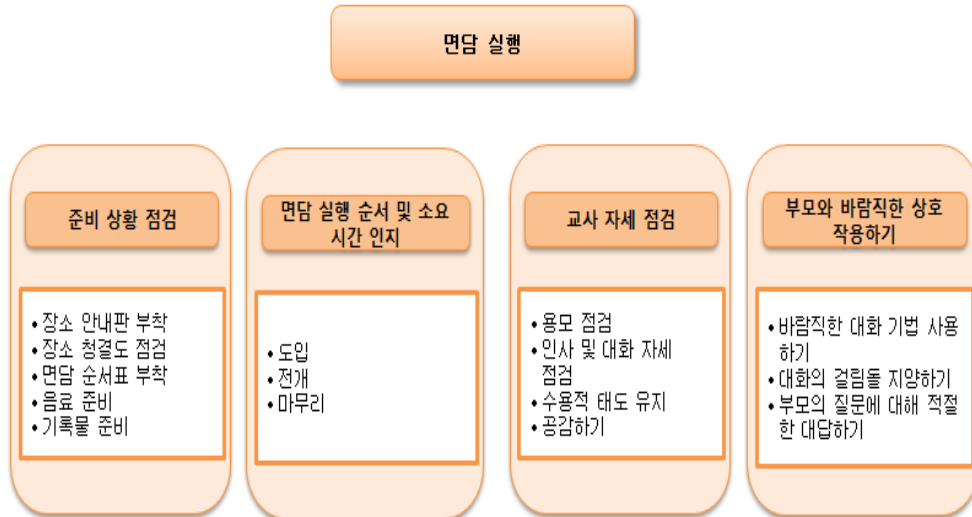 면담 실행
준비 상황 점검
• 장소 안내판 부착
• 장소 청결도 점검
• 면담 순서표 부착
• 음료 준비
• 기록물 준비
면담 실행 순서 및 소요
시간 인지
• 도입
• 전개
• 마무리
교사 자세 점검
• 용모 점검
• 인사 및 대화 자세
점검
• 수용적 태도 유지
• 공감하기
부모와 바람직한 상호
작용하기
• 바람직한 대화 기법 사용
하기
• 대화의 걸림돌 지양하기
• 부모의 질문에 대해 적절
한 대답하기